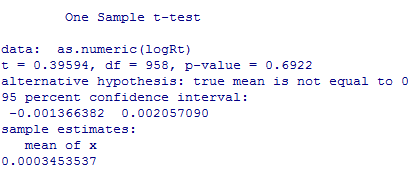 One Sample t-test
data: as.numeric(logRt)
t = 0.39594, df = 958, p-value = 0.6922
alternative hypothesis: true mean is not equal to 0
95 percent confidence interval:
-0.001366382 0.002057090
sample estimates:
mean of x
0.0003453537